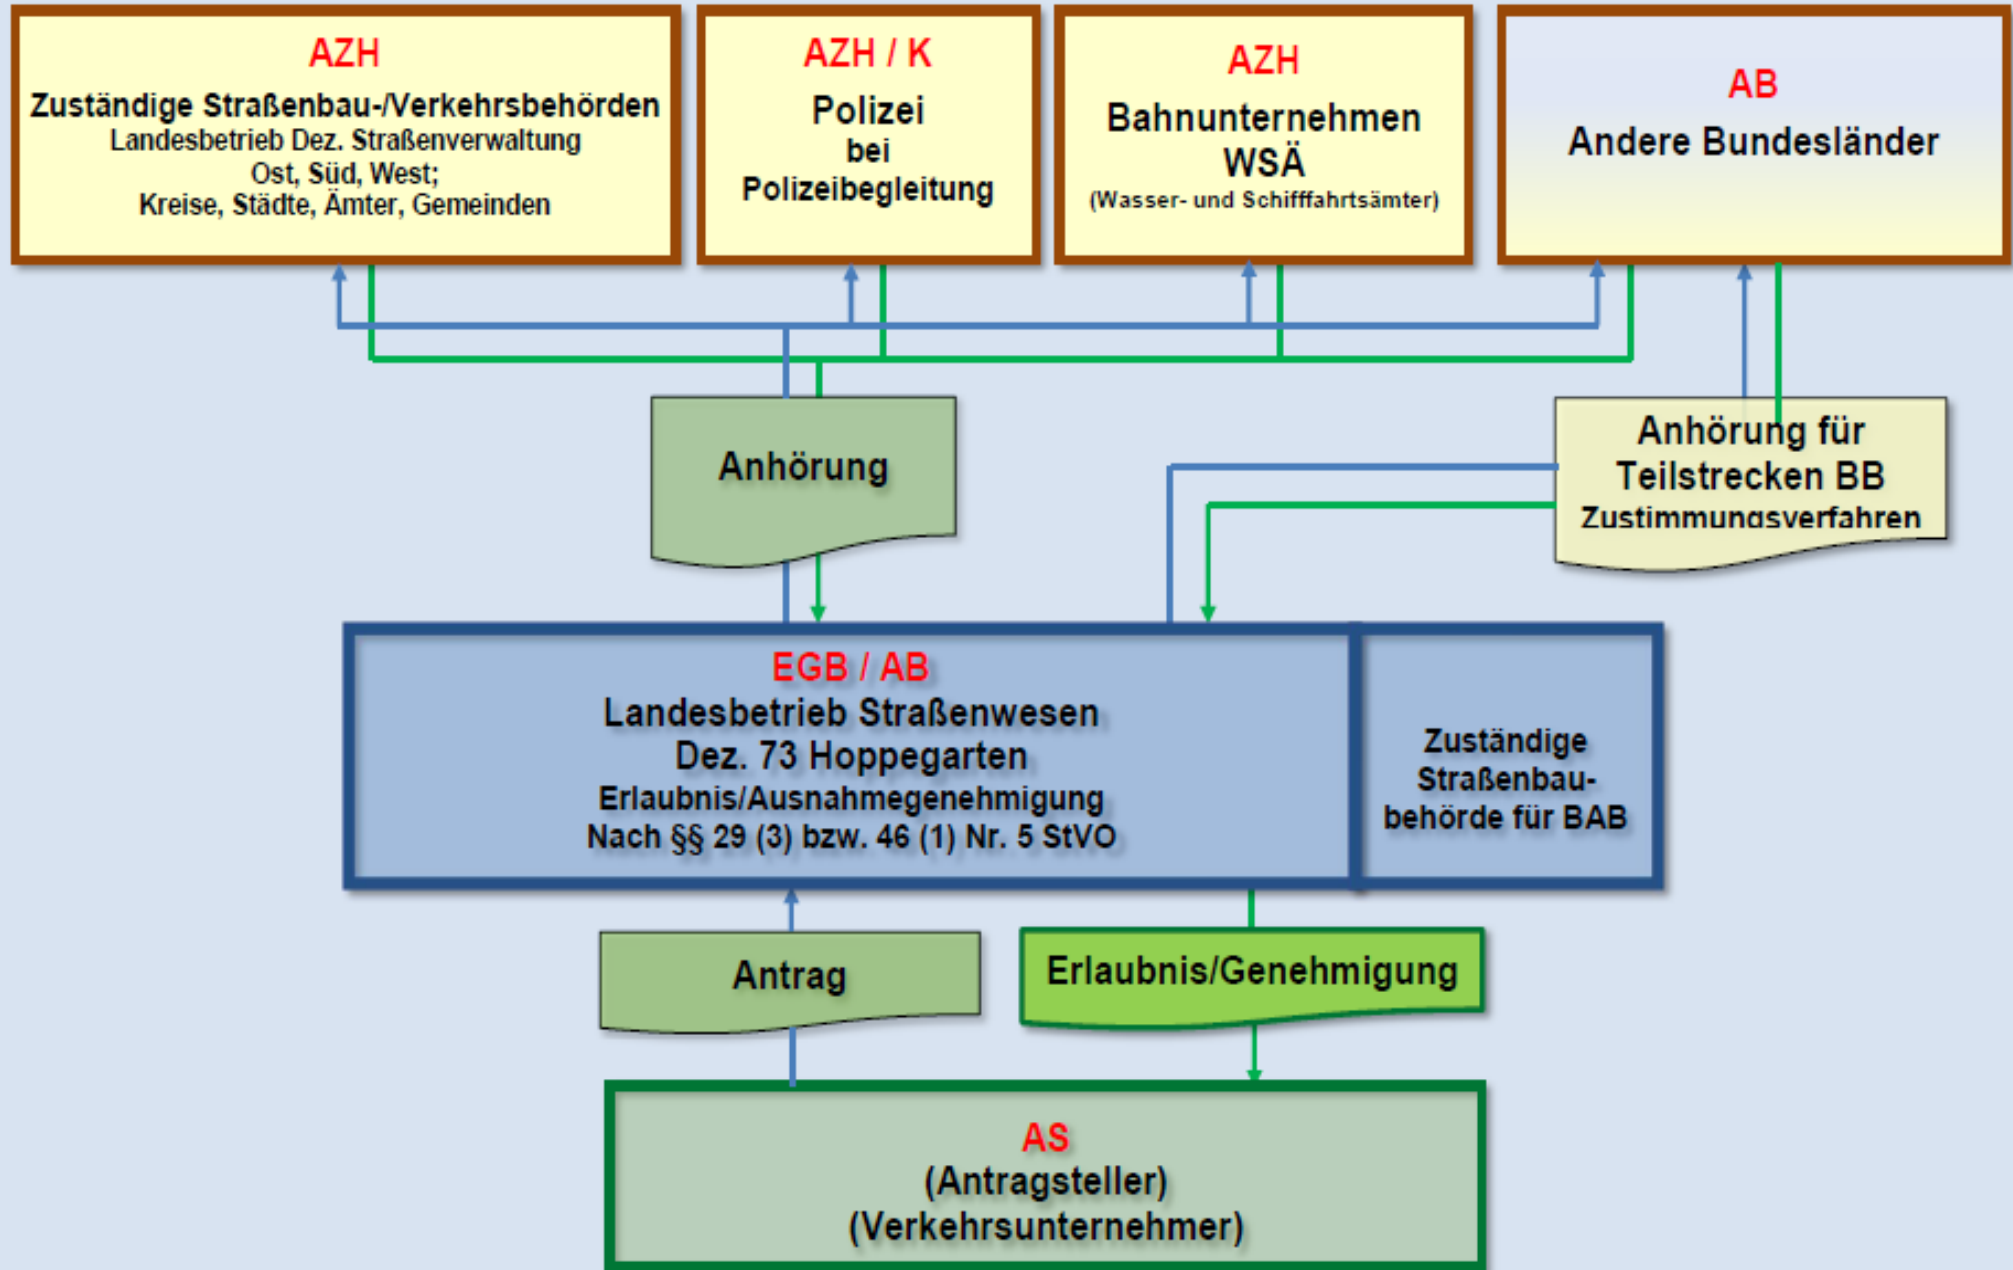 AZH
Zuständige Straßenbau-/Verkehrsbehörden
Landesbetrieb Dez. Straßenverwaltung
Ost, Süd, West;
Kreise, Städte, Ämter, Gemeinden
AZH / K
Polizei
bei
Polizeibegleitung
AZH
Bahnunternehmen
WSÄ
(Wasser- und Schifffahrtsämter)
AB
Andere Bundesländer
Anhörung
Anhörung für
Teilstrecken BB
Zustimmungsverfahren
EGB / AB
Landesbetrieb Straßenwesen
Dez. 73 Hoppegarten
Erlaubnis/Ausnahmegenehmigung
Nach §§ 29 (3) bzw. 46 (1) Nr. 5 StVO
Zuständige
Straßenbau-
behörde für BAB
Antrag
Erlaubnis/Genehmigung
AS
(Antragsteller)
(Verkehrsunternehmer)